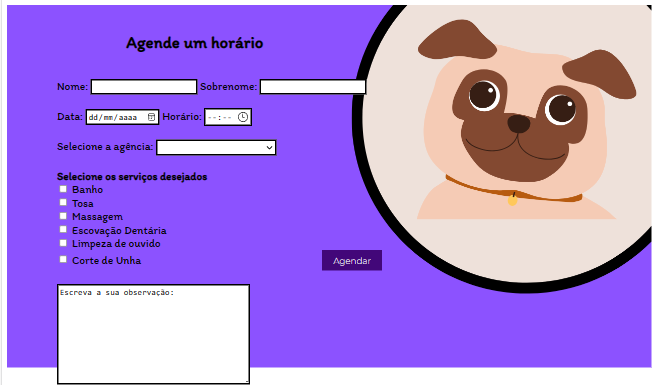 Agende um horário
Nome: Sobrenome:
Data: dd/mm/aaaa Horário: --:--
Selecione a agência:
Selecione os serviços desejados
Banho
Tosa
Massagem
Escovação Dentária
Limpeza de ouvido
Corte de Unha
Agendar
Escreva a sua observação: